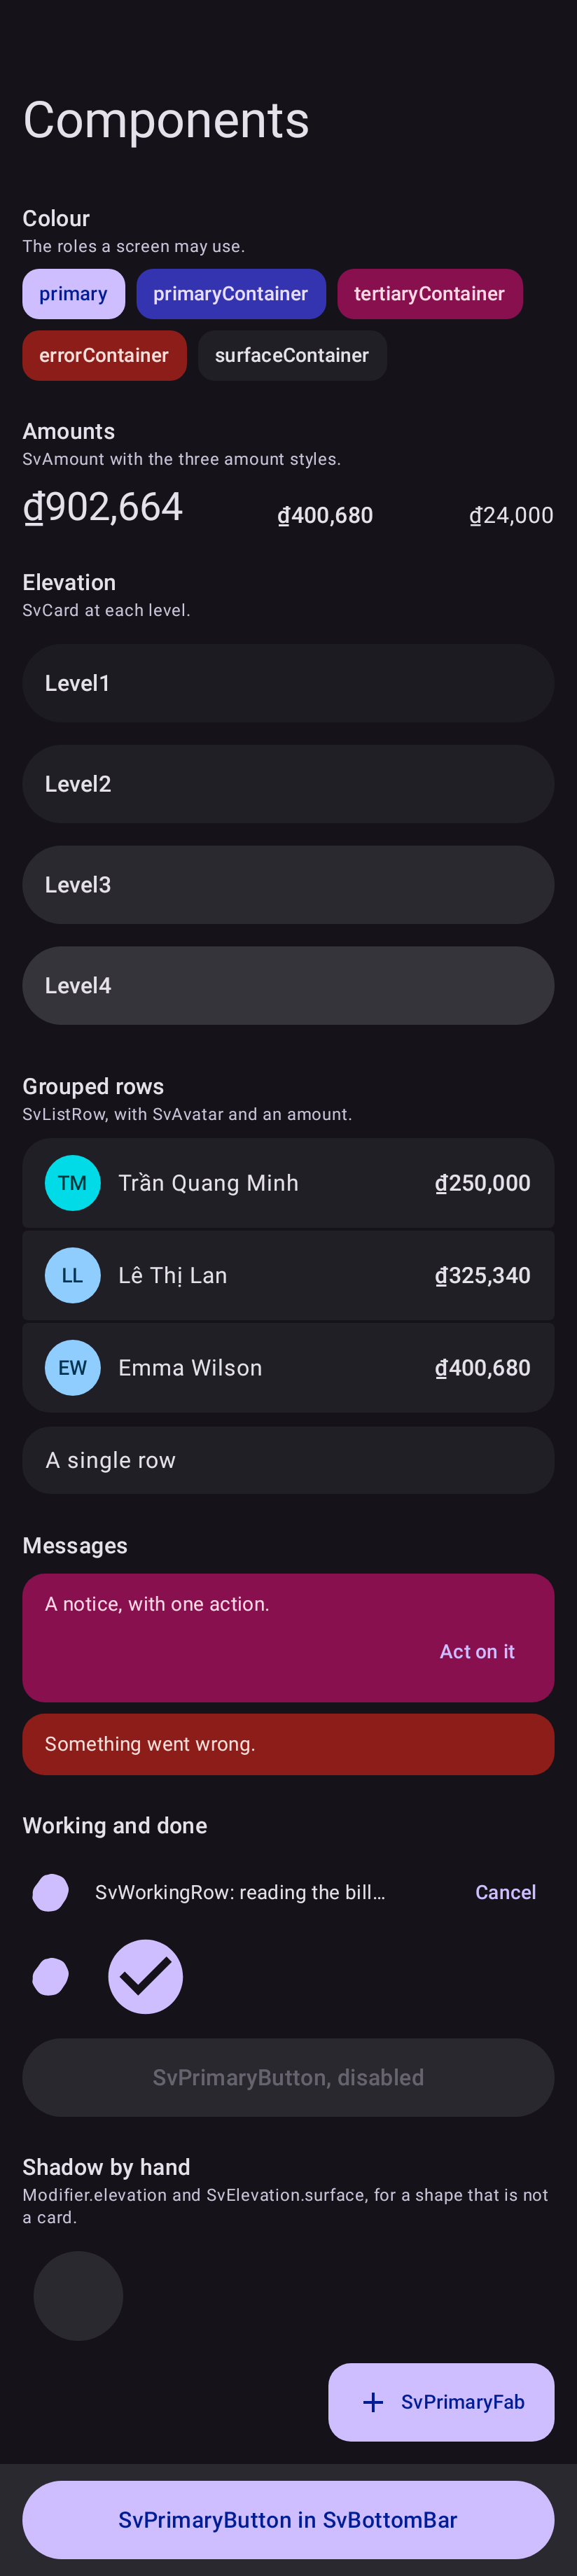 Components
Colour
The roles a screen may use.
primary
primaryContainer
tertiaryContainer
errorContainer
surfaceContainer
Amounts
SvAmount with the three amount styles.
₫902,664
₫400,680
₫24,000
Elevation
SvCard at each level.
Level1
Level2
Level3
Level4
Grouped rows
SvListRow, with SvAvatar and an amount.
TM
Trần Quang Minh
₫250,000
LL
Lê Thị Lan
₫325,340
EW
Emma Wilson
₫400,680
A single row
Messages
A notice, with one action.
Act on it
Something went wrong.
Working and done
SvWorkingRow: reading the bill…
Cancel
SvPrimaryButton, disabled
Shadow by hand
Modifier.elevation and SvElevation.surface, for a shape that is not
a card.
SvPrimaryFab
SvPrimaryButton in SvBottomBar